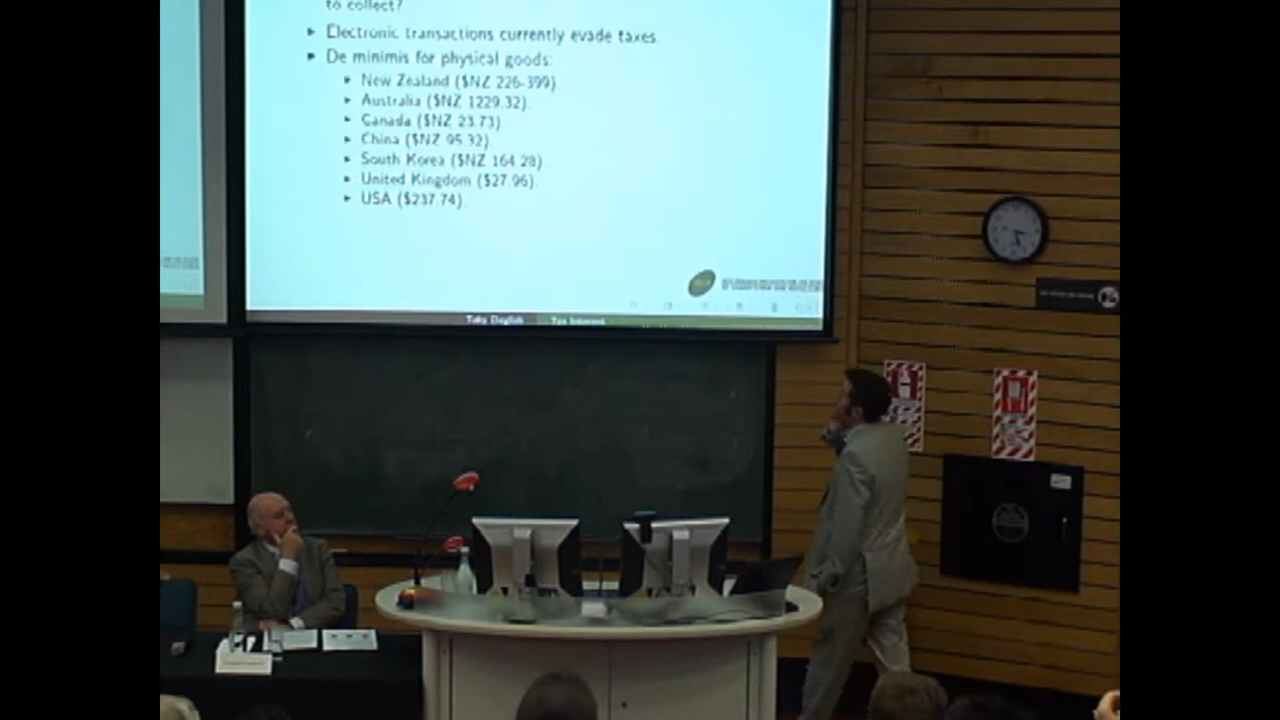 to collect?
Electronic transactions currently evade taxes.
De minimis for physical goods:
New Zealand ($NZ 226-399)
Australia ($NZ 1229.32).
Canada ($NZ 23.73)
China ($NZ 95.32).
South Korea ($NZ 164.28)
United Kingdom ($27.96).
USA ($237.74).
Toby Daglish Tax Internet